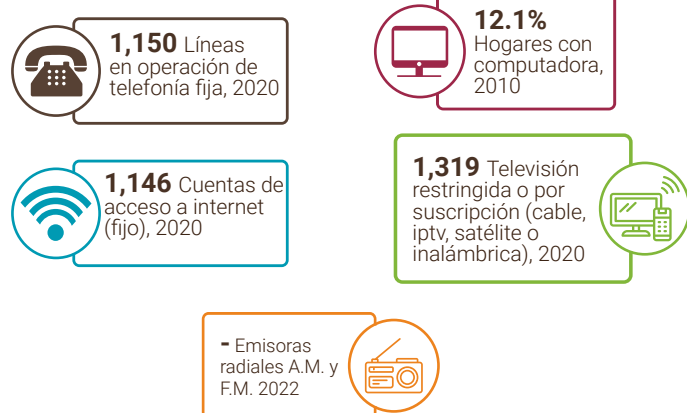 1,150 Líneas
en operación de
telefonía fija, 2020
12.1%
Hogares con
computadora,
2010
1,146 Cuentas de
acceso a internet
(fijo), 2020
1,319 Televisión
restringida o por
suscripción (cable,
iptv, satélite o
inalámbrica), 2020
- Emisoras
radiales A.M. y
F.M. 2022